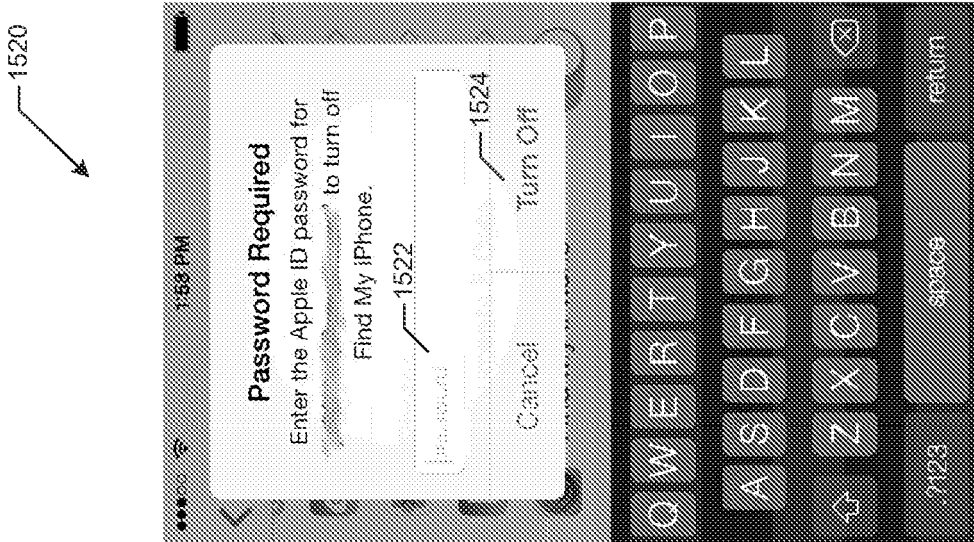 1520
1:53 PM
Password Required
Enter the Apple ID password for
" to turn off
Find My iPhone.
1522
Password
1524
Cancel
Turn Off
Q W E R T Y U I O P
A S D F G H J K L
Z X C V B N M
.?123
space
return